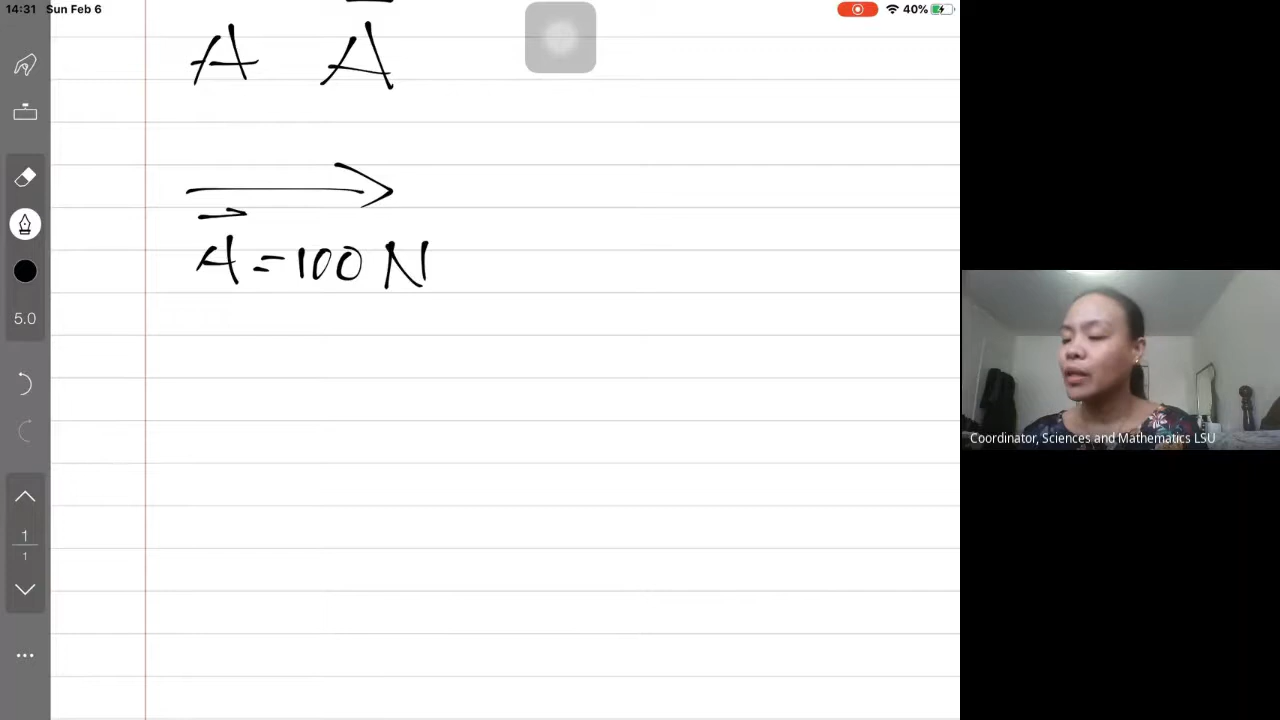 14:31 Sun Feb 6
40%
A A
A = 100 N
5.0
1
1
Coordinator, Sciences and Mathematics LSU